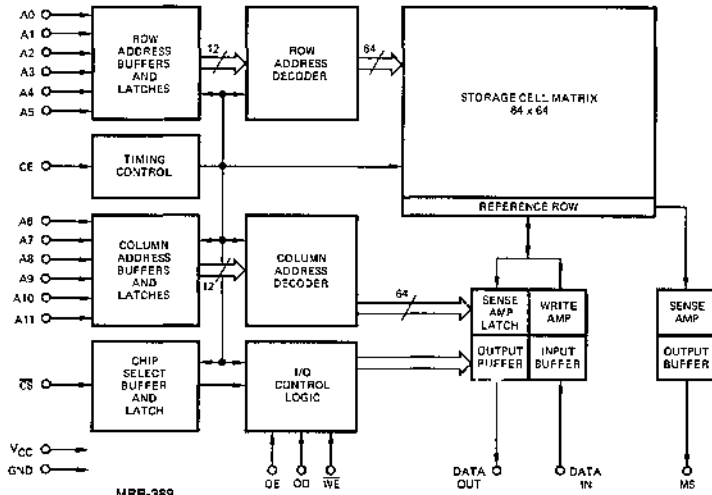 A0
A1
A2
A3
A4
A5
ROW
ADDRESS
BUFFERS
AND
LATCHES
12
ROW
ADDRESS
DECODER
64
STORAGE CELL MATRIX
64 x 64
REFERENCE ROW
CE
TIMING
CONTROL
A6
A7
A8
A9
A10
A11
COLUMN
ADDRESS
BUFFERS
AND
LATCHES
12
COLUMN
ADDRESS
DECODER
64
SENSE
AMP
LATCH
WRITE
AMP
OUTPUT
BUFFER
INPUT
BUFFER
SENSE
AMP
OUTPUT
BUFFER
CS
CHIP
SELECT
BUFFER
AND
LATCH
I/O
CONTROL
LOGIC
VCC
GND
OE
OD
WE
DATA
OUT
DATA
IN
MS